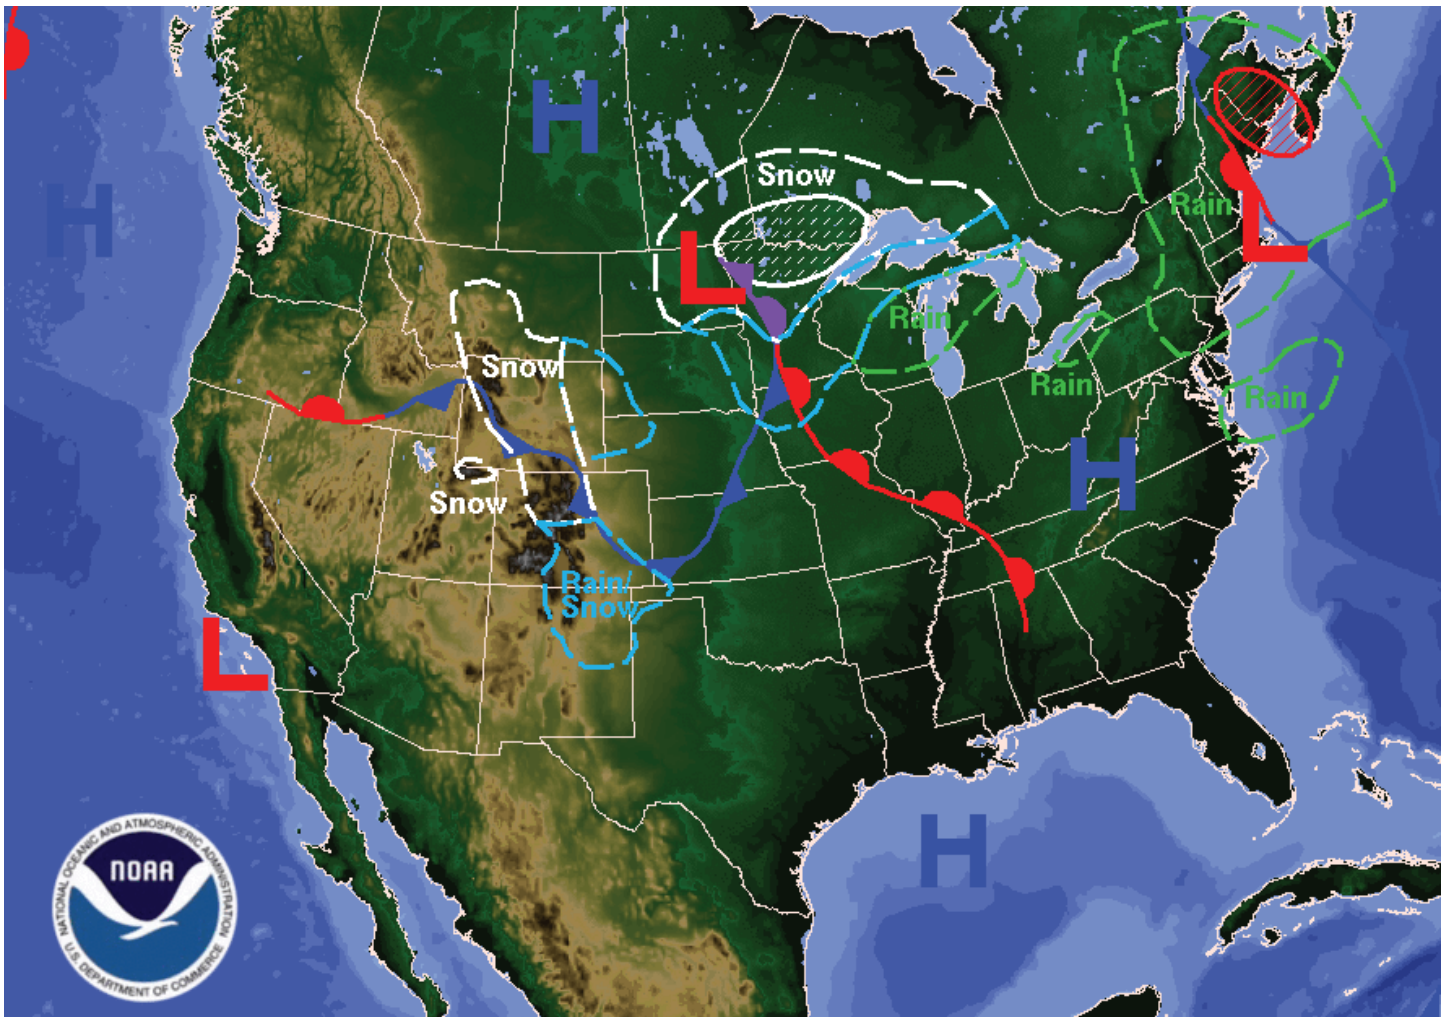 H
Snow
Rain
H
L
L
Rain
Snow
Rain
Rain
H
Snow
Rain/
Snow
L
H
NATIONAL OCEANIC AND ATMOSPHERIC ADMINISTRATION
NOAA
U.S. DEPARTMENT OF COMMERCE